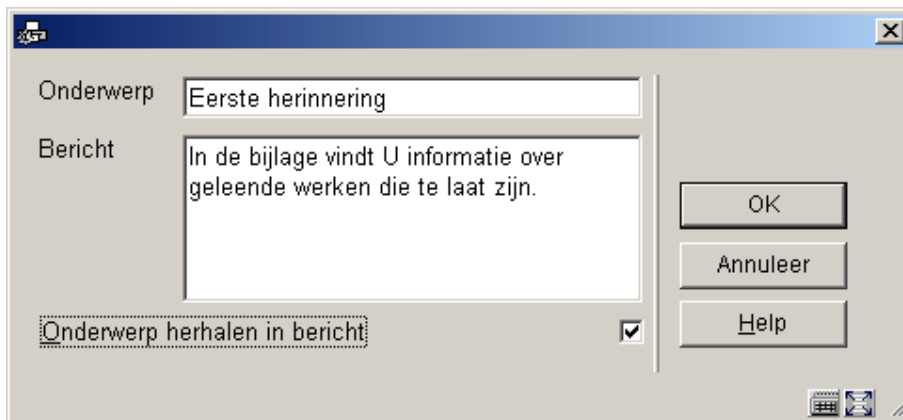 Onderwerp
Eerste herinnering
Bericht
In de bijlage vindt U informatie over
geleende werken die te laat zijn.
OK
Annuleer
Onderwerp herhalen in bericht
Help